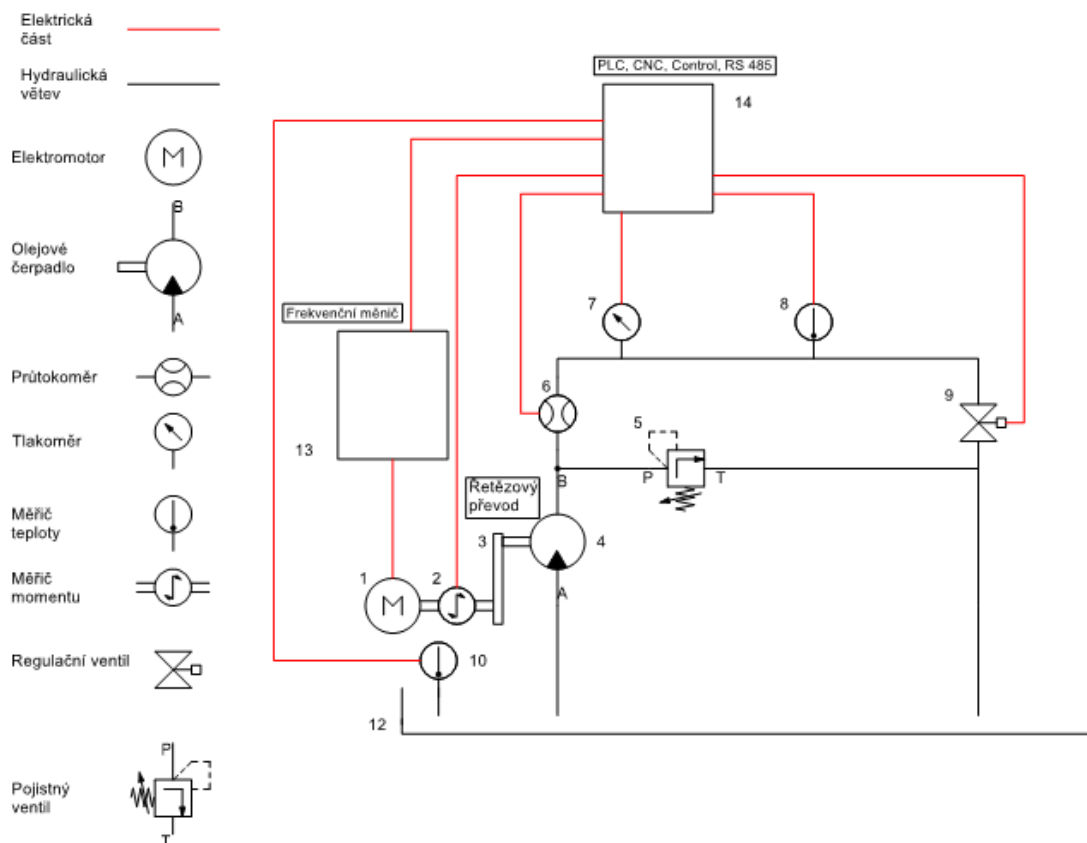 Elektrická
část
Hydraulická
větev
Elektromotor
M
B
Olejové
čerpadlo
A
Průtokoměr
Tlakoměr
Měřič
teploty
Měřič
momentu
Regulační ventil
P
Pojistný
ventil
T
PLC, CNC, Control, RS 485
14
7
8
Frekvenční měnič
6
9
5
13
P
T
B
Řetězový
převod
3
4
1
2
A
M
10
12